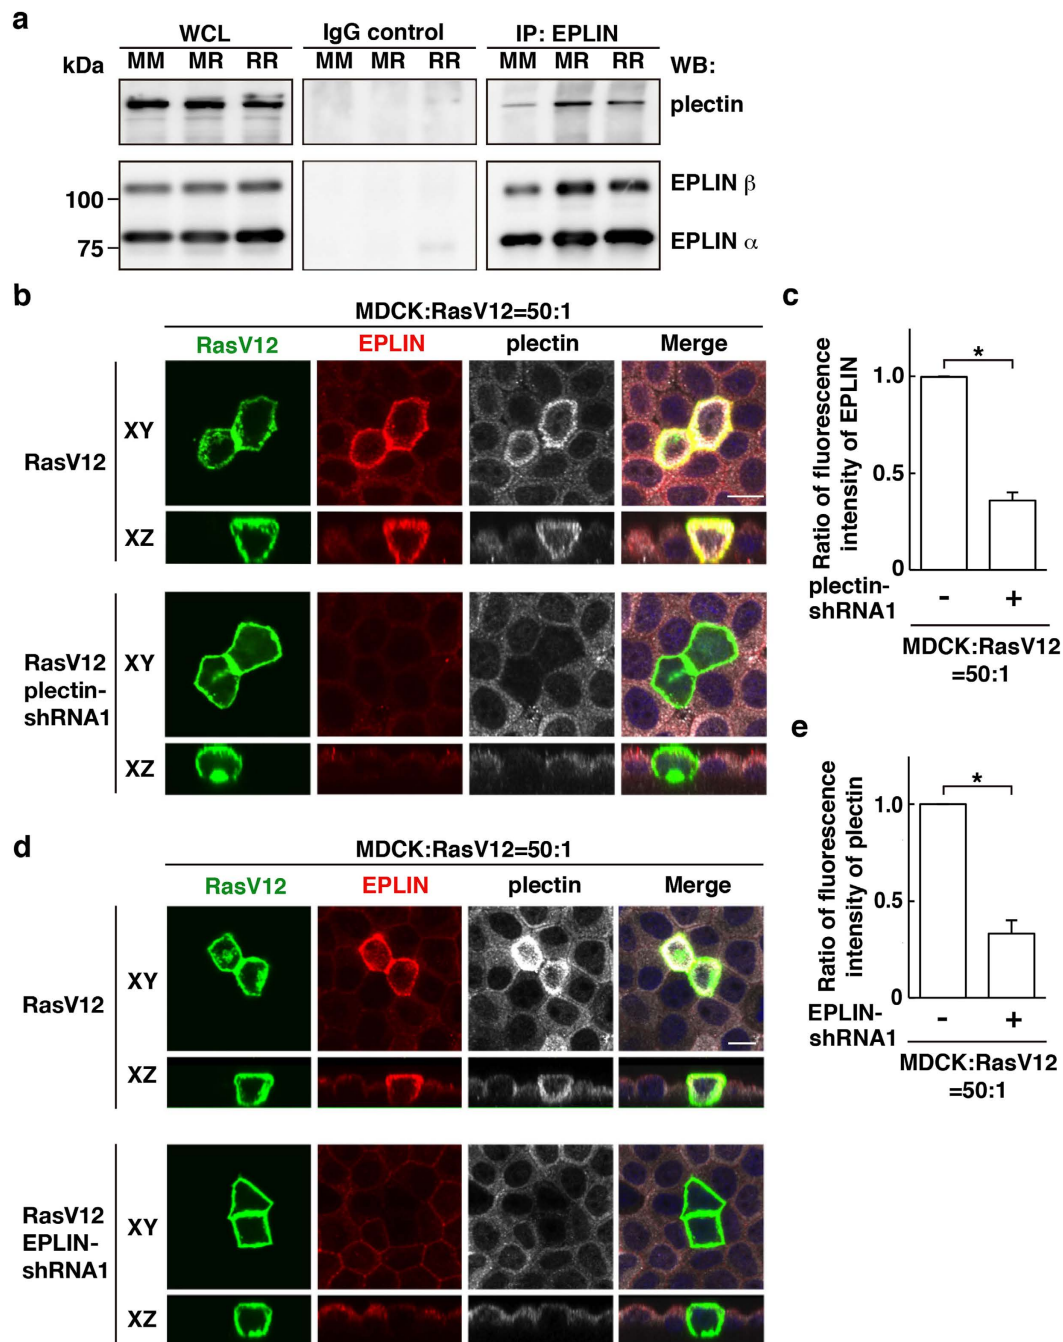 a
WCL IgG control IP: EPLIN
kDa MM MR RR MM MR RR MM MR RR WB:
plectin
EPLIN β
100
EPLIN α
75
b
MDCK:RasV12=50:1
RasV12 EPLIN plectin Merge
XY
RasV12
XZ
RasV12
plectin-
shRNA1
XY
XZ
c
Ratio of fluorescence
intensity of EPLIN
*
1.0
0.5
0
plectin-
shRNA1
- +
MDCK:RasV12
=50:1
d
MDCK:RasV12=50:1
RasV12 EPLIN plectin Merge
XY
RasV12
XZ
RasV12
EPLIN-
shRNA1
XY
XZ
e
Ratio of fluorescence
intensity of plectin
*
1.0
0.5
0
EPLIN-
shRNA1
- +
MDCK:RasV12
=50:1